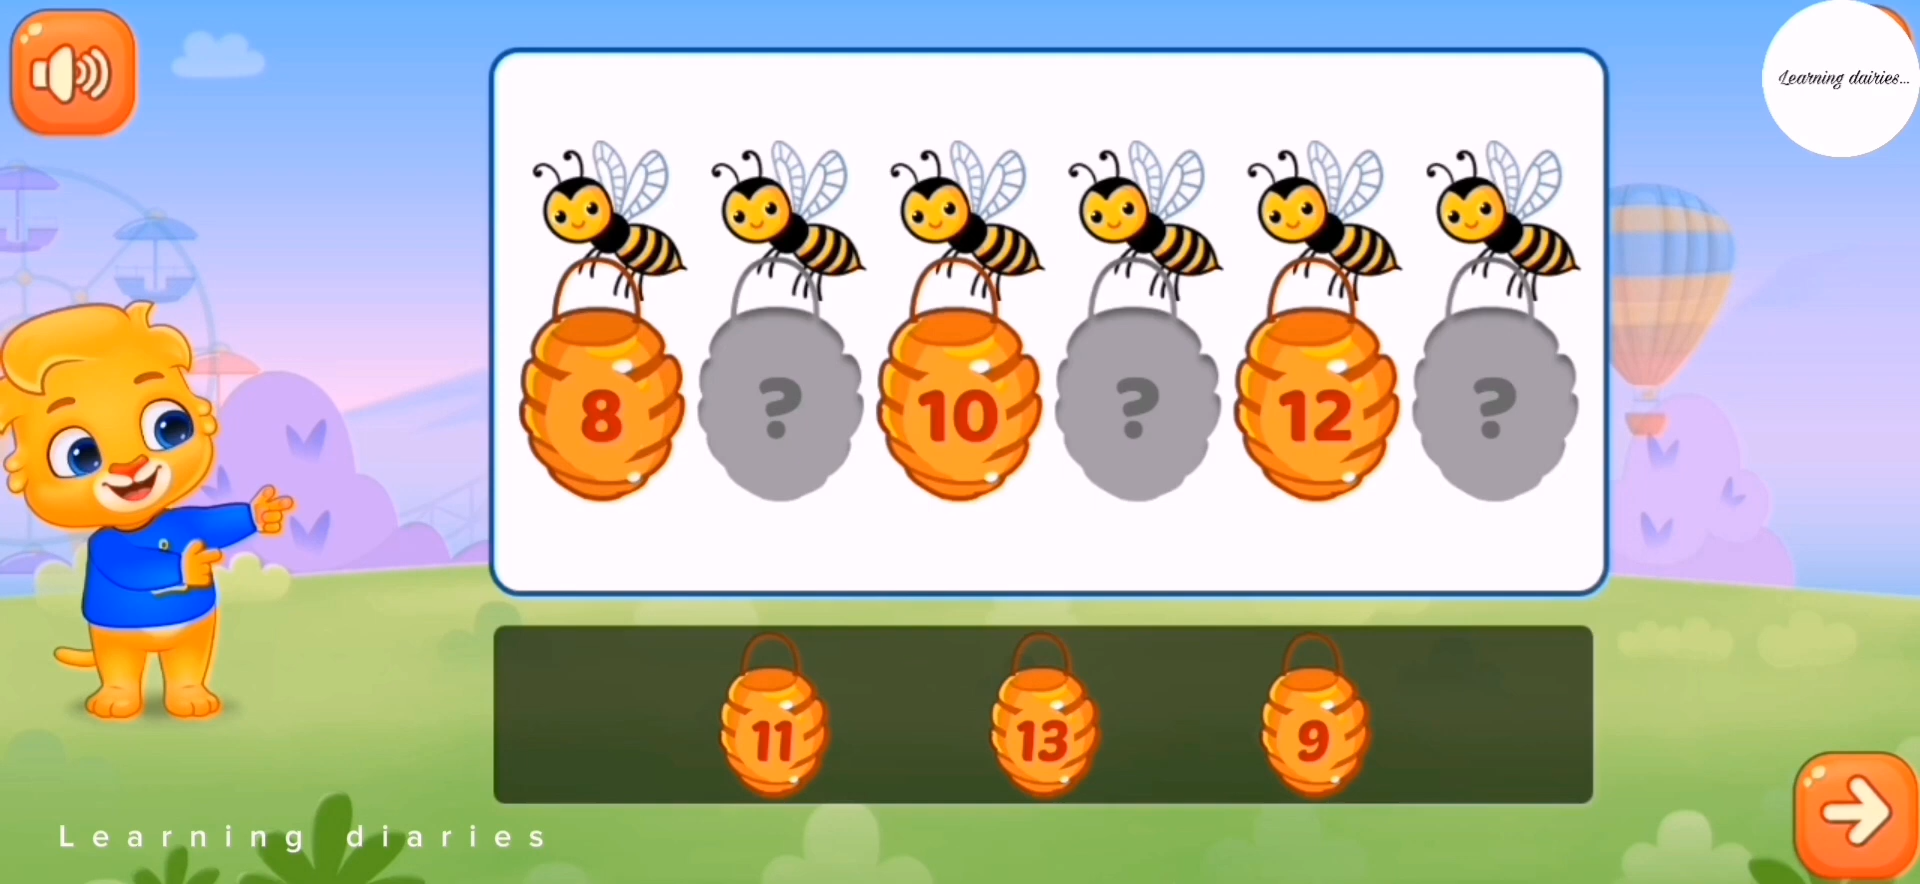 Learning dairies...
8 ? 10 ? 12 ?
11 13 9
Learning diaries